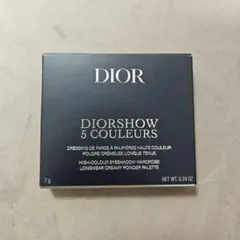 DIOR
DIORSHOW
5 COULEURS
DRESSING DE FARDS À PAUPIÈRES HAUTE COULEUR
POUDRE CRÉMEUSE LONGUE TENUE
HIGH-COLOUR EYESHADOW WARDROBE
LONGWEAR CREAMY POWDER PALETTE
7 g
NET WT. 0.24 OZ